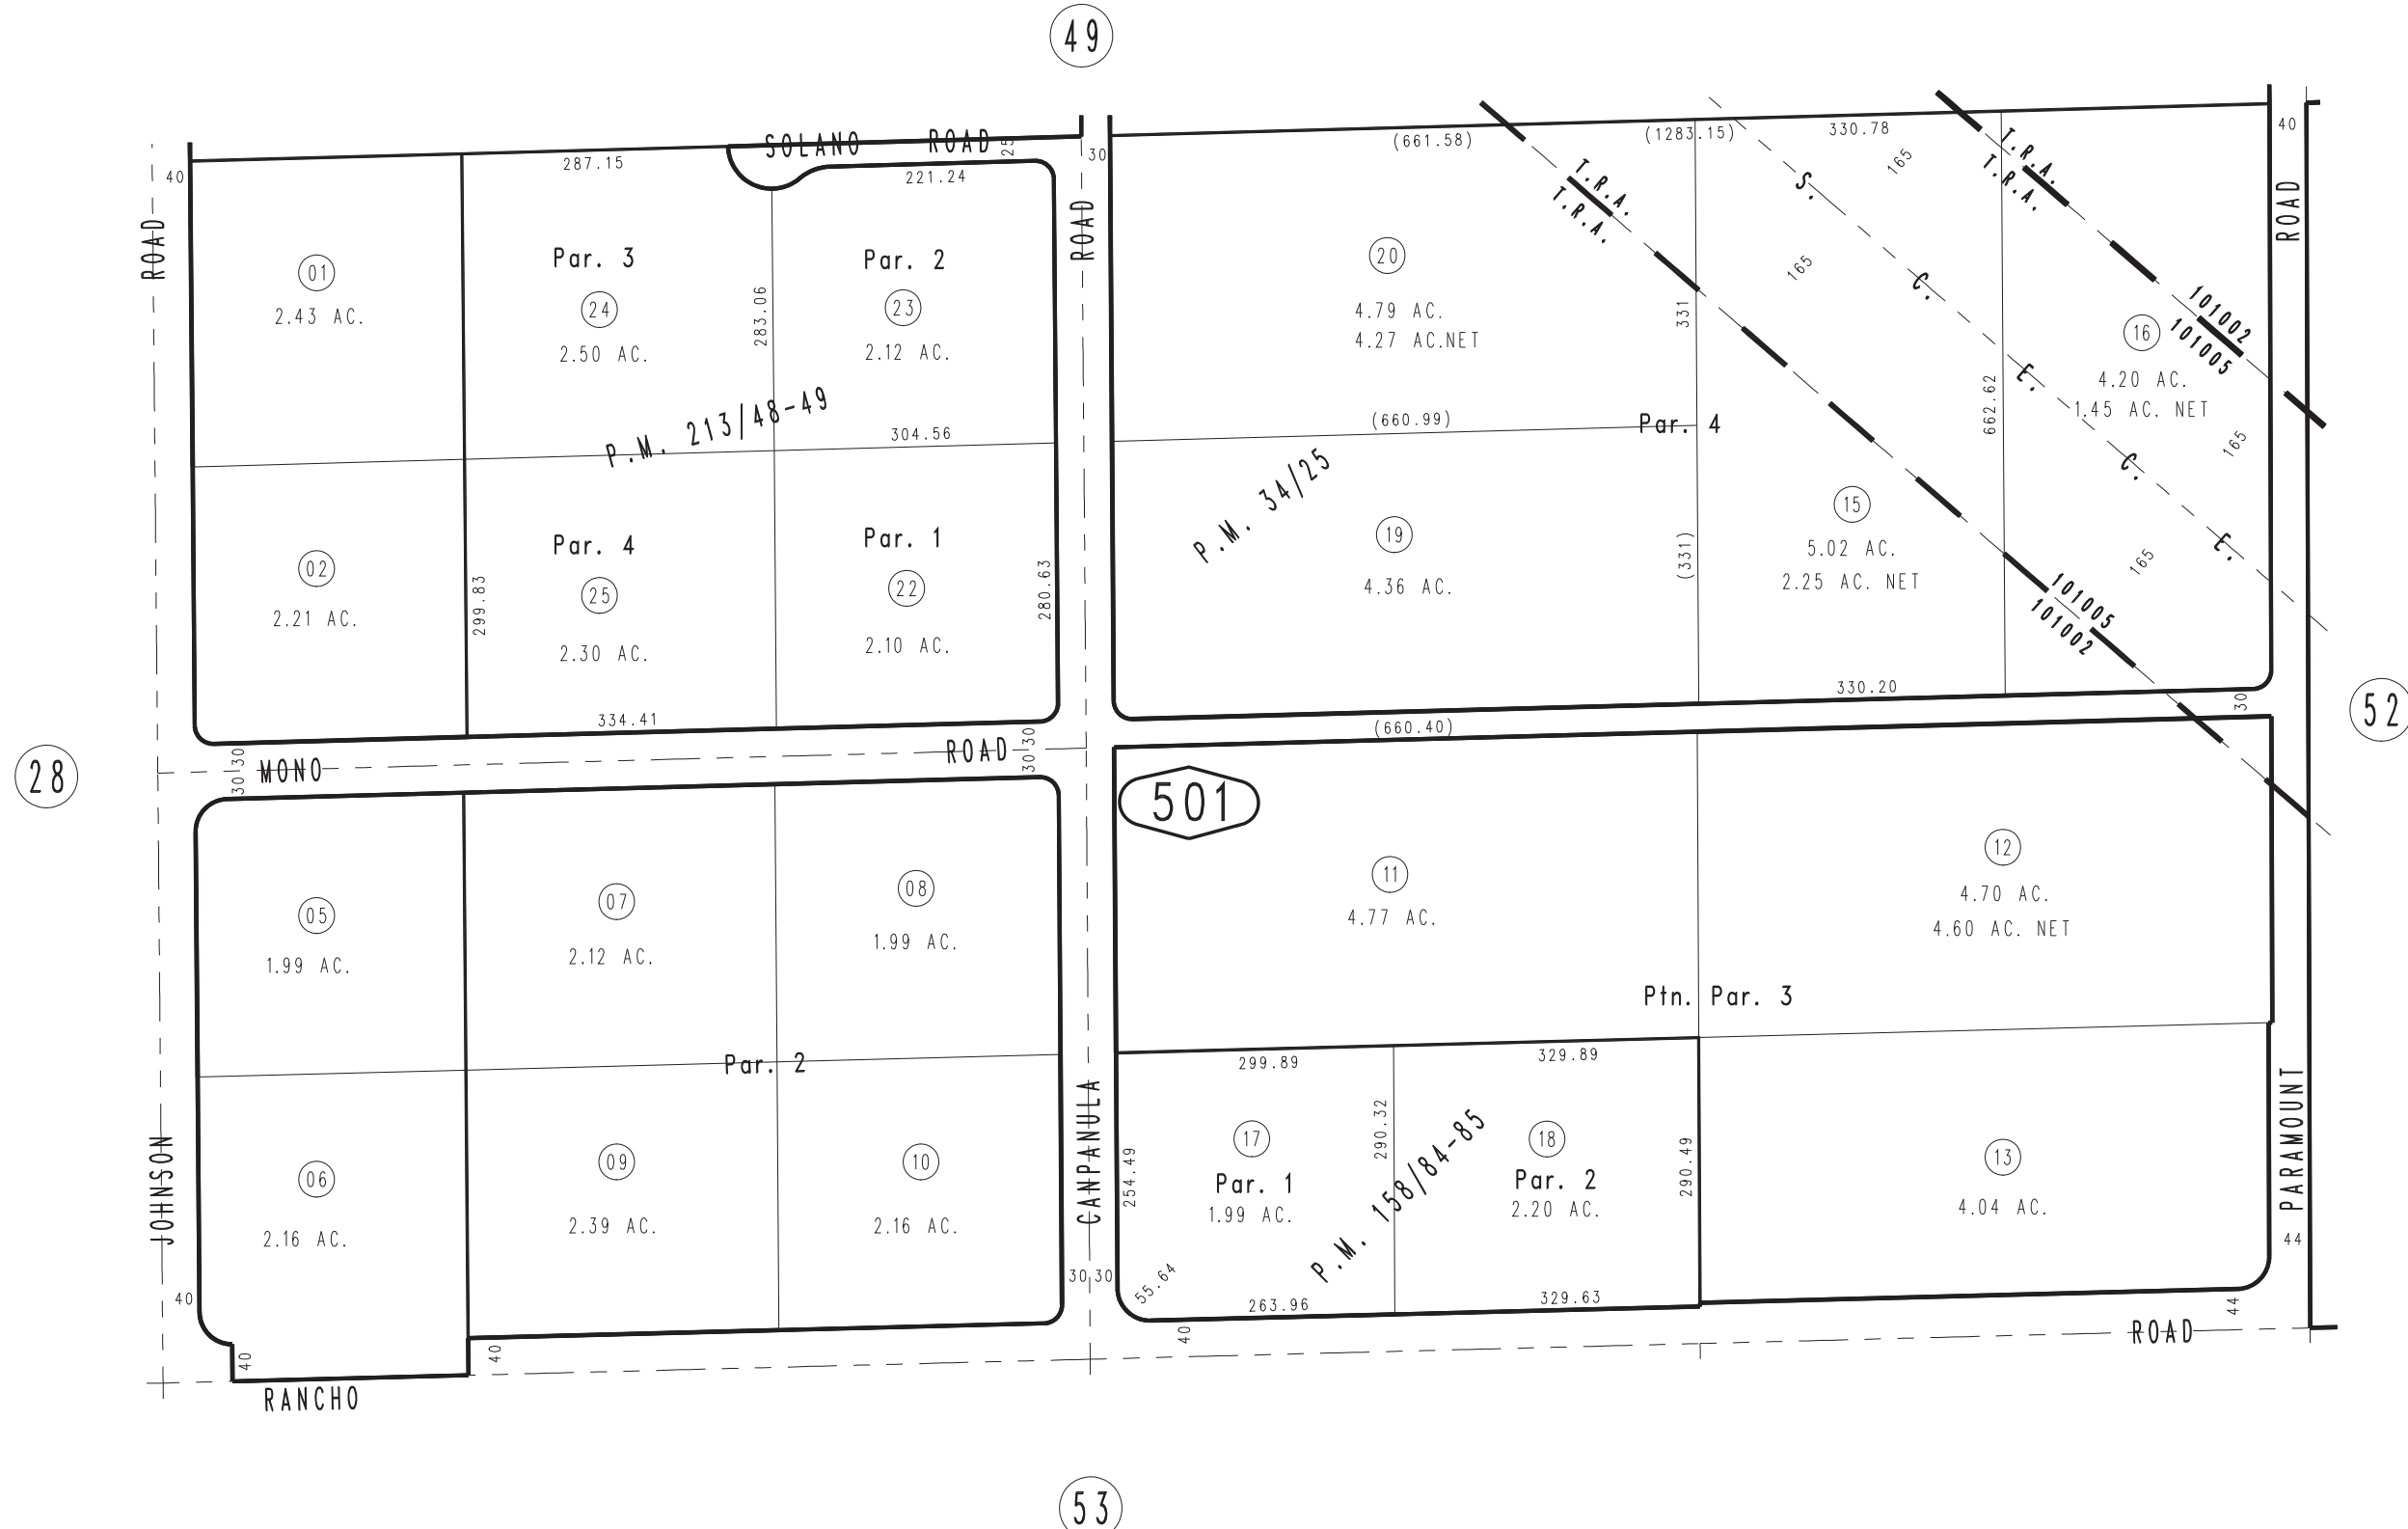 49
SOLANO ROAD
25
287.15
221.24
40
ROAD
30
ROAD
(661.58)
(1283.15)
330.78
165
T.R.A.
T.R.A.
T.R.A.
T.R.A.
40
ROAD
01
2.43 AC.
Par. 3
24
2.50 AC.
283.06
Par. 2
23
2.12 AC.
20
4.79 AC.
4.27 AC.NET
331
165
S. C. E. C. E.
101002
101005
16
4.20 AC.
1.45 AC. NET
662.62
165
165
P.M. 213/48-49
304.56
(660.99)
Par. 4
P.M. 34/25
02
2.21 AC.
299.83
Par. 4
25
2.30 AC.
Par. 1
22
2.10 AC.
280.63
19
4.36 AC.
(331)
15
5.02 AC.
2.25 AC. NET
101005
101002
334.41
330.20
30
52
(660.40)
28
30 30
MONO ROAD
30 30
501
05
1.99 AC.
07
2.12 AC.
08
1.99 AC.
11
4.77 AC.
12
4.70 AC.
4.60 AC. NET
Ptn. Par. 3
Par. 2
299.89
329.89
JOHNSON
06
2.16 AC.
09
2.39 AC.
10
2.16 AC.
CANPANULA
254.49
17
Par. 1
1.99 AC.
290.32
P.M. 158/84-85
18
Par. 2
2.20 AC.
290.49
13
4.04 AC.
PARAMOUNT
44
40
30 30
55.64
263.96
329.63
44
40
40
40
ROAD
RANCHO
53